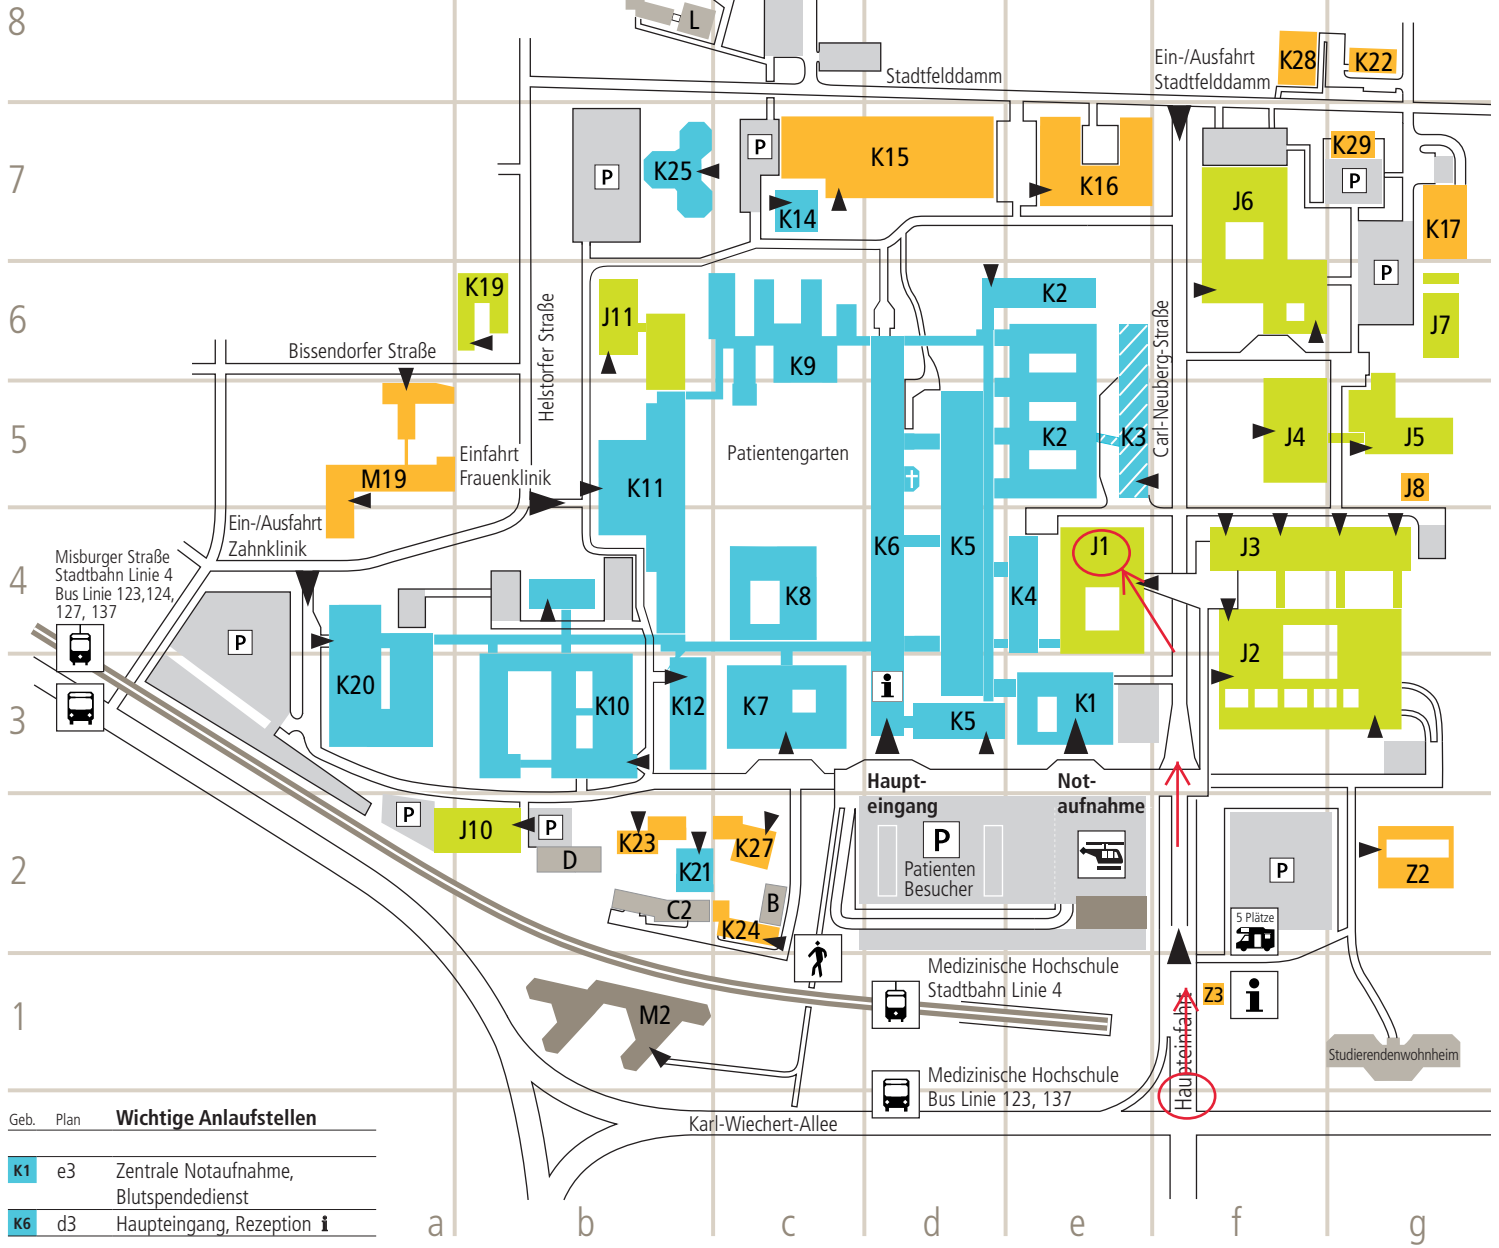 8
L
Stadtfelddamm
Ein-/Ausfahrt
Stadtfelddamm
K28
K22
7
P
K25
P
K15
K14
K16
J6
K29
P
K17
P
6
K19
Helstorfer Straße
J11
K9
K2
Carl-Neuberg-Straße
J7
Bissendorfer Straße
5
M19
Einfahrt
Frauenklinik
K11
Patientengarten
K2
K3
J4
J5
J8
Ein-/Ausfahrt
Zahnklinik
4
Misburger Straße
Stadtbahn Linie 4
Bus Linie 123,124,
127, 137
K8
K6
K5
K4
J1
J3
P
J2
3
K20
K10
K12
K7
i
K5
K1
Haupt-
eingang
Not-
aufnahme
2
P
J10
P
D
K23
K21
K27
C2
B
K24
P
Patienten
Besucher
P
Z2
5 Plätze
1
M2
Medizinische Hochschule
Stadtbahn Linie 4
Haupteinfahrt
Z3
i
Studierendenwohnheim
Medizinische Hochschule
Bus Linie 123, 137
Karl-Wiechert-Allee
Geb. Plan Wichtige Anlaufstellen
K1 e3 Zentrale Notaufnahme,
Blutspendedienst
K6 d3 Haupteingang, Rezeption i
a b c d e f g